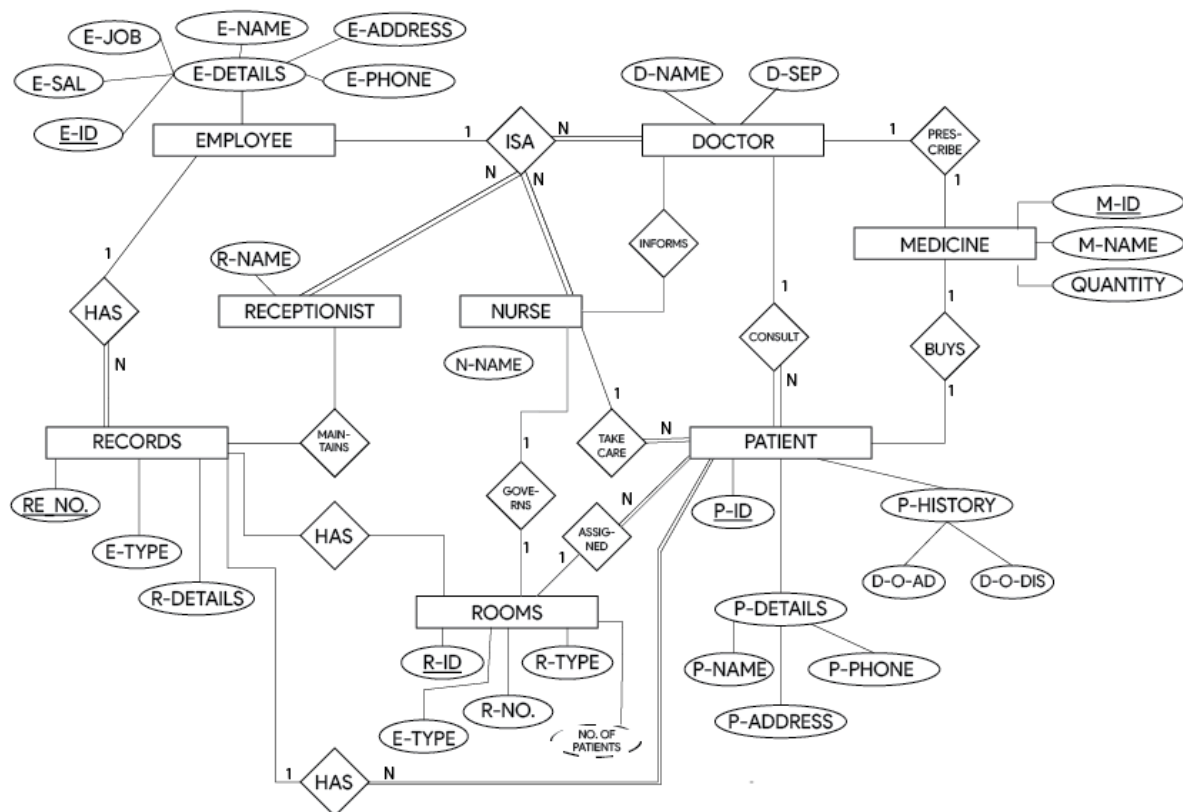 E-NAME
E-ADDRESS
E-JOB
E-DETAILS
E-SAL
E-PHONE
E-ID
D-NAME
D-SEP
EMPLOYEE
1
ISA
N
DOCTOR
1
PRES-
CRIBE
N
N
1
M-ID
M-NAME
QUANTITY
MEDICINE
INFORMS
R-NAME
1
HAS
N
RECEPTIONIST
NURSE
N-NAME
1
CONSULT
N
1
BUYS
1
1
TAKE
CARE
N
RECORDS
MAIN-
TAINS
PATIENT
1
GOVE-
RNS
1
N
ASSIG-
NED
1
RE_NO.
E-TYPE
R-DETAILS
HAS
P-ID
P-HISTORY
D-O-AD
D-O-DIS
ROOMS
R-ID
R-TYPE
R-NO.
E-TYPE
NO. OF
PATIENTS
P-DETAILS
P-NAME
P-PHONE
P-ADDRESS
1
HAS
N